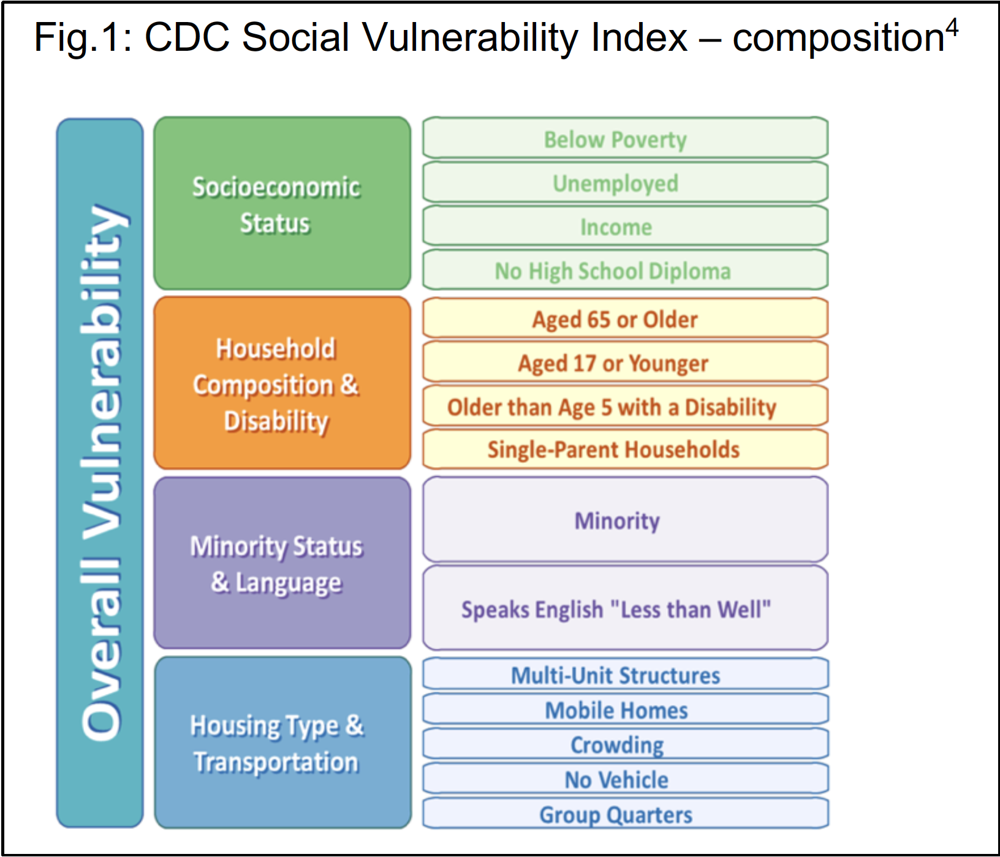 Fig.1: CDC Social Vulnerability Index – composition⁴
Overall Vulnerability
Socioeconomic
Status
Below Poverty
Unemployed
Income
No High School Diploma
Household
Composition &
Disability
Aged 65 or Older
Aged 17 or Younger
Older than Age 5 with a Disability
Single-Parent Households
Minority Status
& Language
Minority
Speaks English "Less than Well"
Housing Type &
Transportation
Multi-Unit Structures
Mobile Homes
Crowding
No Vehicle
Group Quarters